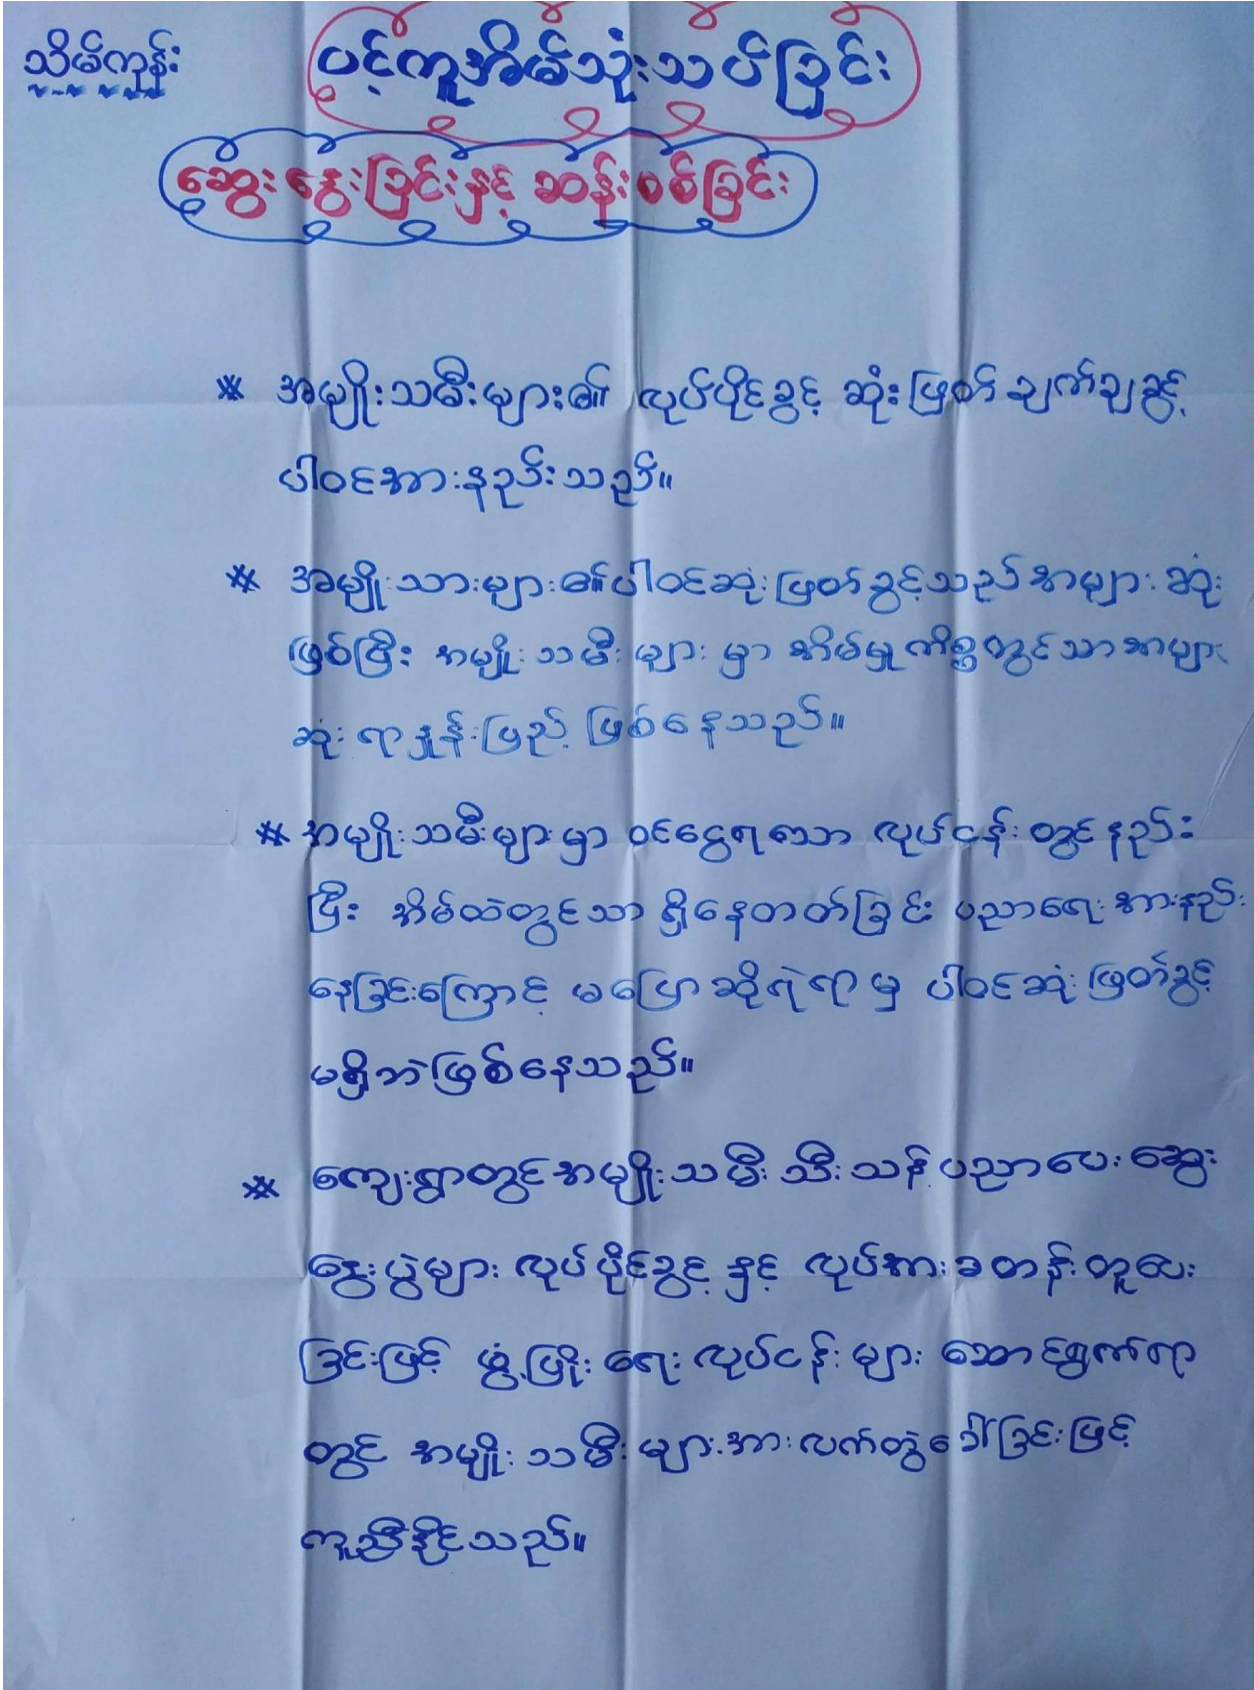 သိမ်ကုန်း
ပင့်ကူအိမ်သုံးသပ်ခြင်း
ဆွေးနွေးခြင်းနှင့် ဆန်းစစ်ခြင်း
* အမျိုးသမီးများ၏ လုပ်ပိုင်ခွင့် ဆုံးဖြတ်ချက်ချခွင့်
ပါဝင်အားနည်းသည်။
* အမျိုးသားများ၏ပါဝင်ဆုံးဖြတ်ခွင့်သည်အများဆုံး
ဖြစ်ပြီး အမျိုးသမီးများမှာ အိမ်မှုကိစ္စတွင်သာအများ
ဆုံးရာနှုန်းပြည့် ဖြစ်နေသည်။
* အမျိုးသမီးများမှာ ဝင်ငွေရသော လုပ်ငန်းတွင်နည်း
ပြီး အိမ်ထဲတွင်သာ ရှိနေတတ်ခြင်း ပညာရေးအားနည်း
နေခြင်းကြောင့် မပြောဆိုရဲရာမှ ပါဝင်ဆုံးဖြတ်ခွင့်
မရှိဘဲဖြစ်နေသည်။
* ကျေးရွာတွင်အမျိုးသမီးသီးသန့်ပညာပေးဆွေး
နွေးပွဲများ လုပ်ပိုင်ခွင့်နှင့် လုပ်အားခတန်းတူပေး
ခြင်းဖြင့် ဖွံ့ဖြိုးရေးလုပ်ငန်းများ ဆောင်ရွက်ရာ
တွင် အမျိုးသမီးများအားလက်တွဲခေါ်ခြင်းဖြင့်
ကူညီနိုင်သည်။